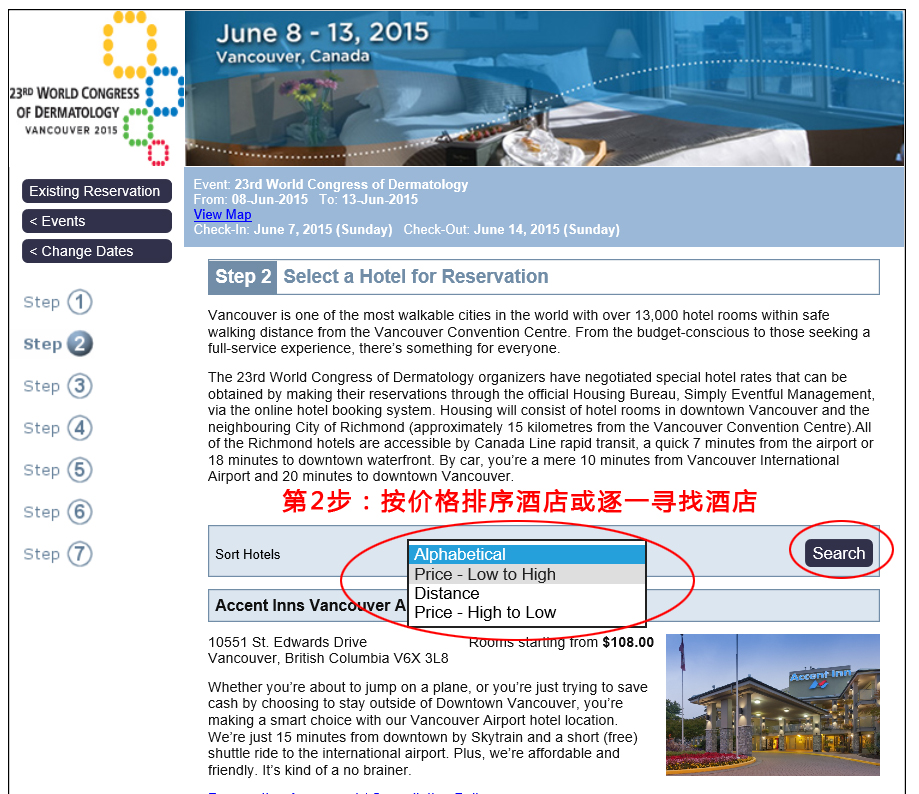 June 8 - 13, 2015
Vancouver, Canada
23RD WORLD CONGRESS
OF DERMATOLOGY
VANCOUVER 2015
Existing Reservation
< Events
< Change Dates
Step 1
Step 2
Step 3
Step 4
Step 5
Step 6
Step 7
Event: 23rd World Congress of Dermatology
From: 08-Jun-2015 To: 13-Jun-2015
View Map
Check-In: June 7, 2015 (Sunday) Check-Out: June 14, 2015 (Sunday)
Step 2 Select a Hotel for Reservation
Vancouver is one of the most walkable cities in the world with over 13,000 hotel rooms within safe
walking distance from the Vancouver Convention Centre. From the budget-conscious to those seeking a
full-service experience, there's something for everyone.
The 23rd World Congress of Dermatology organizers have negotiated special hotel rates that can be
obtained by making their reservations through the official Housing Bureau, Simply Eventful Management,
via the online hotel booking system. Housing will consist of hotel rooms in downtown Vancouver and the
neighbouring City of Richmond (approximately 15 kilometres from the Vancouver Convention Centre).All
of the Richmond hotels are accessible by Canada Line rapid transit, a quick 7 minutes from the airport or
18 minutes to downtown waterfront. By car, you're a mere 10 minutes from Vancouver International
Airport and 20 minutes to downtown Vancouver.
第2步：按价格排序酒店或逐一寻找酒店
Sort Hotels
Alphabetical
Price - Low to High
Distance
Price - High to Low
Search
Accent Inns Vancouver A
10551 St. Edwards Drive
Vancouver, British Columbia V6X 3L8
Rooms starting from $108.00
Accent Inn
Whether you're about to jump on a plane, or you're just trying to save
cash by choosing to stay outside of Downtown Vancouver, you're
making a smart choice with our Vancouver Airport hotel location.
We're just 15 minutes from downtown by Skytrain and a short (free)
shuttle ride to the international airport. Plus, we're affordable and
friendly. It's kind of a no brainer.